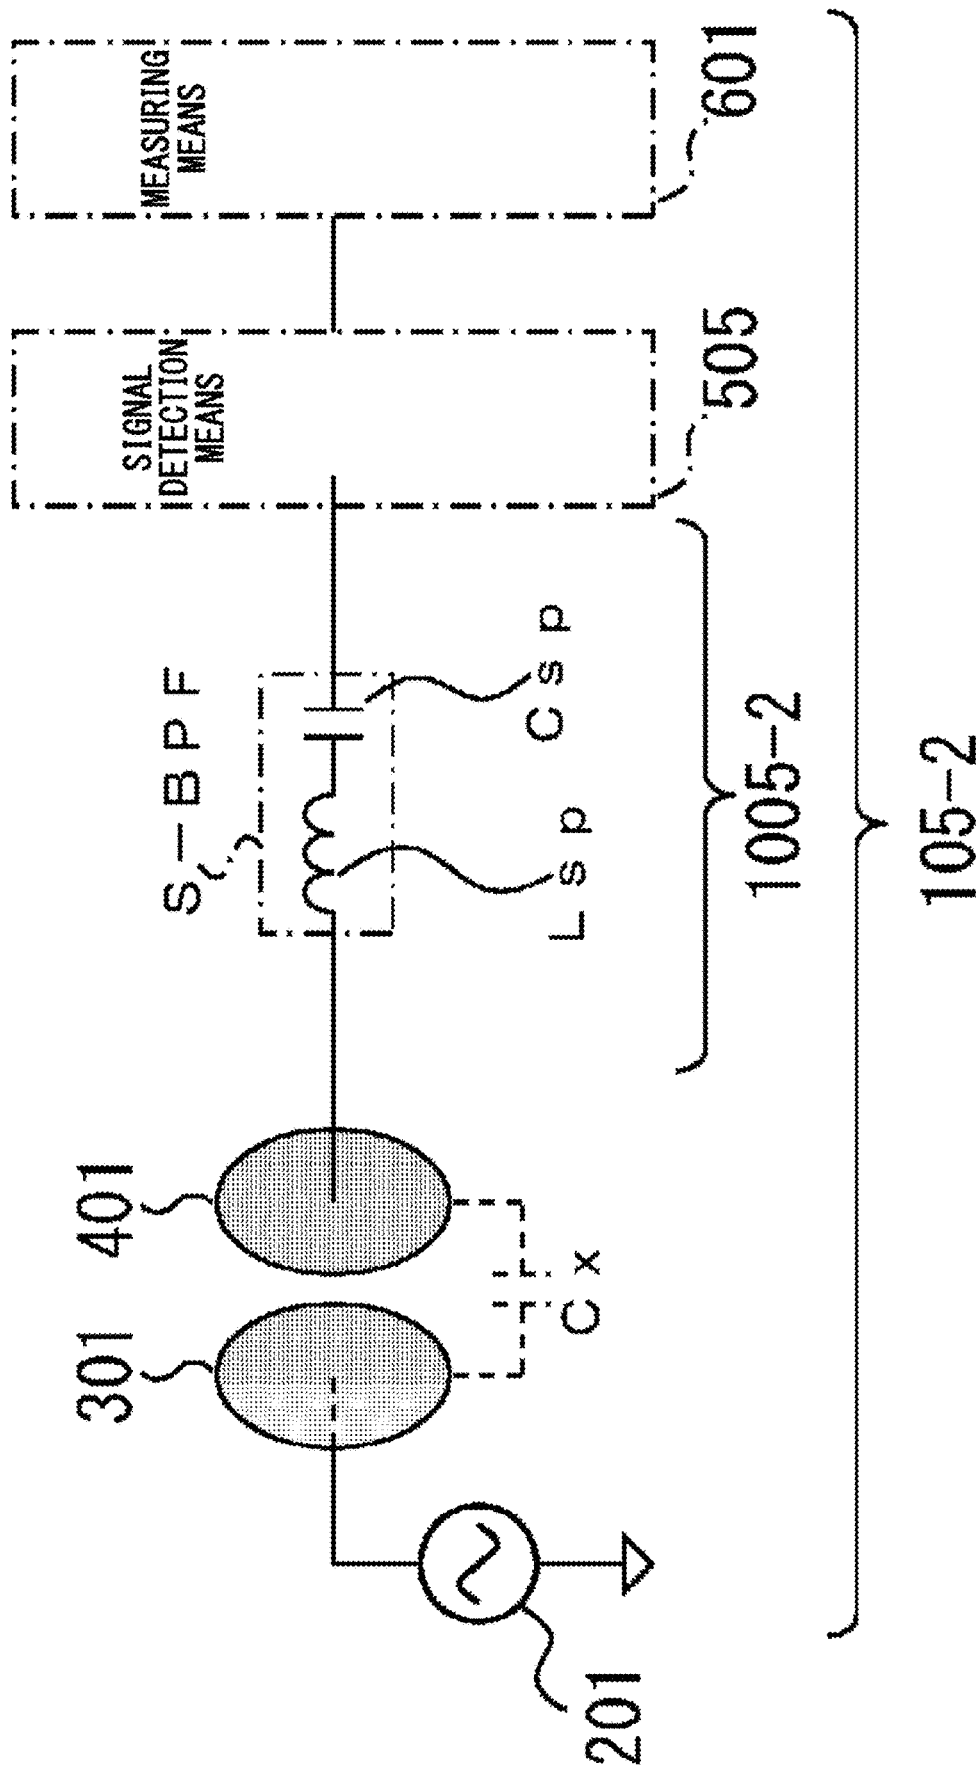 MEASURING
MEANS
SIGNAL
DETECTION
MEANS
S-BPF
401
301
Csp
Lsp
Cx
201
601
505
1005-2
105-2